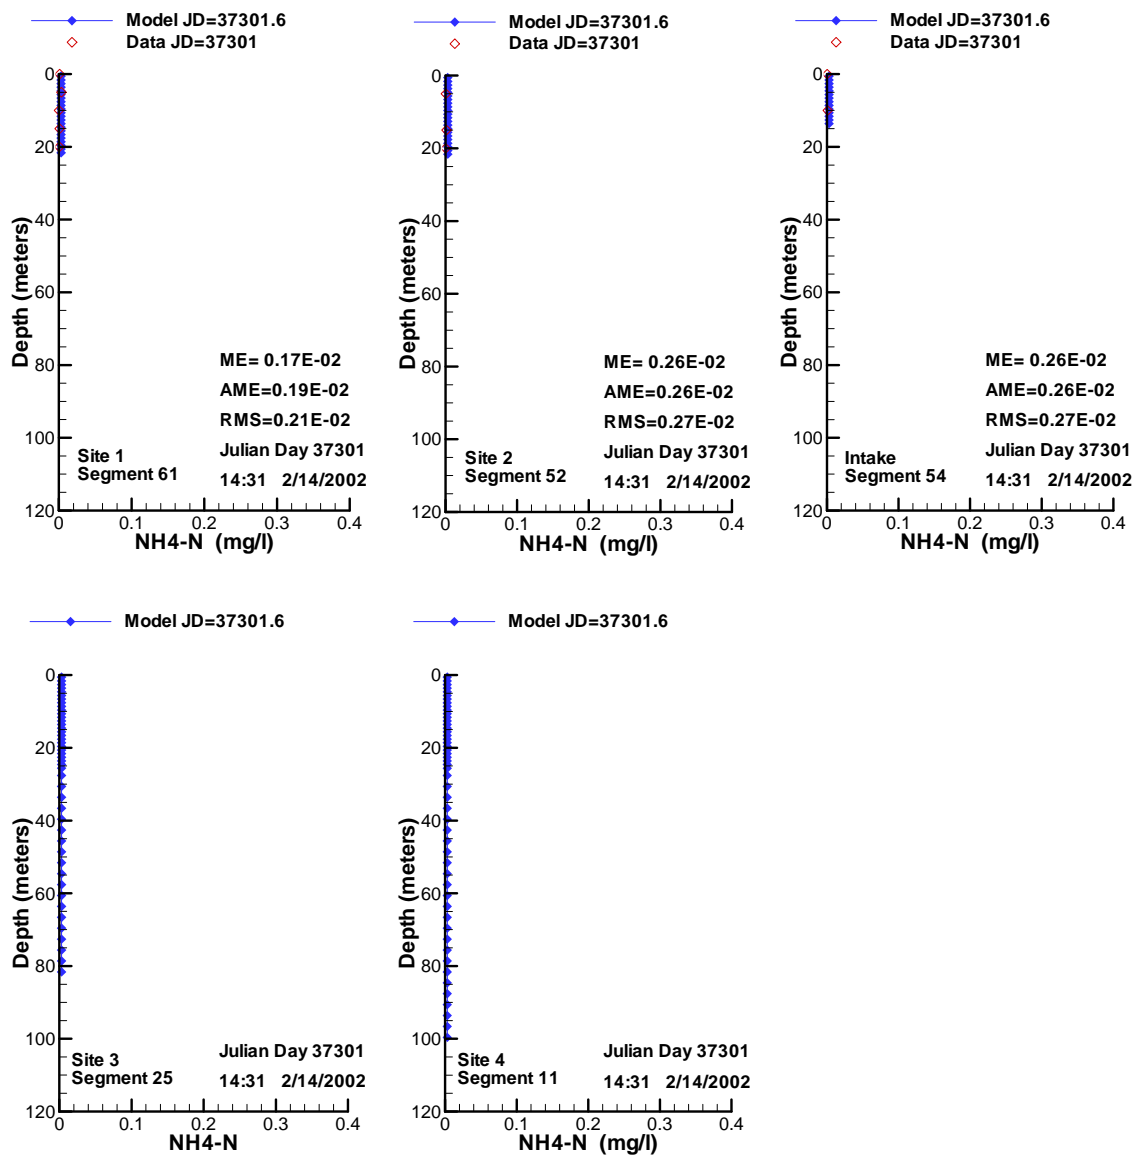 Model JD=37301.6
Data JD=37301
0
20
40
60
80
100
120
Depth (meters)
ME= 0.17E-02
AME=0.19E-02
RMS=0.21E-02
Julian Day 37301
14:31 2/14/2002
Site 1
Segment 61
0 0.1 0.2 0.3 0.4
NH4-N (mg/l)
Model JD=37301.6
Data JD=37301
0
20
40
60
80
100
120
Depth (meters)
ME= 0.26E-02
AME=0.26E-02
RMS=0.27E-02
Julian Day 37301
14:31 2/14/2002
Site 2
Segment 52
0 0.1 0.2 0.3 0.4
NH4-N (mg/l)
Model JD=37301.6
Data JD=37301
0
20
40
60
80
100
120
Depth (meters)
ME= 0.26E-02
AME=0.26E-02
RMS=0.27E-02
Julian Day 37301
14:31 2/14/2002
Intake
Segment 54
0 0.1 0.2 0.3 0.4
NH4-N (mg/l)
Model JD=37301.6
0
20
40
60
80
100
120
Depth (meters)
Julian Day 37301
14:31 2/14/2002
Site 3
Segment 25
0 0.1 0.2 0.3 0.4
NH4-N
Model JD=37301.6
0
20
40
60
80
100
120
Depth (meters)
Julian Day 37301
14:31 2/14/2002
Site 4
Segment 11
0 0.1 0.2 0.3 0.4
NH4-N (mg/l)